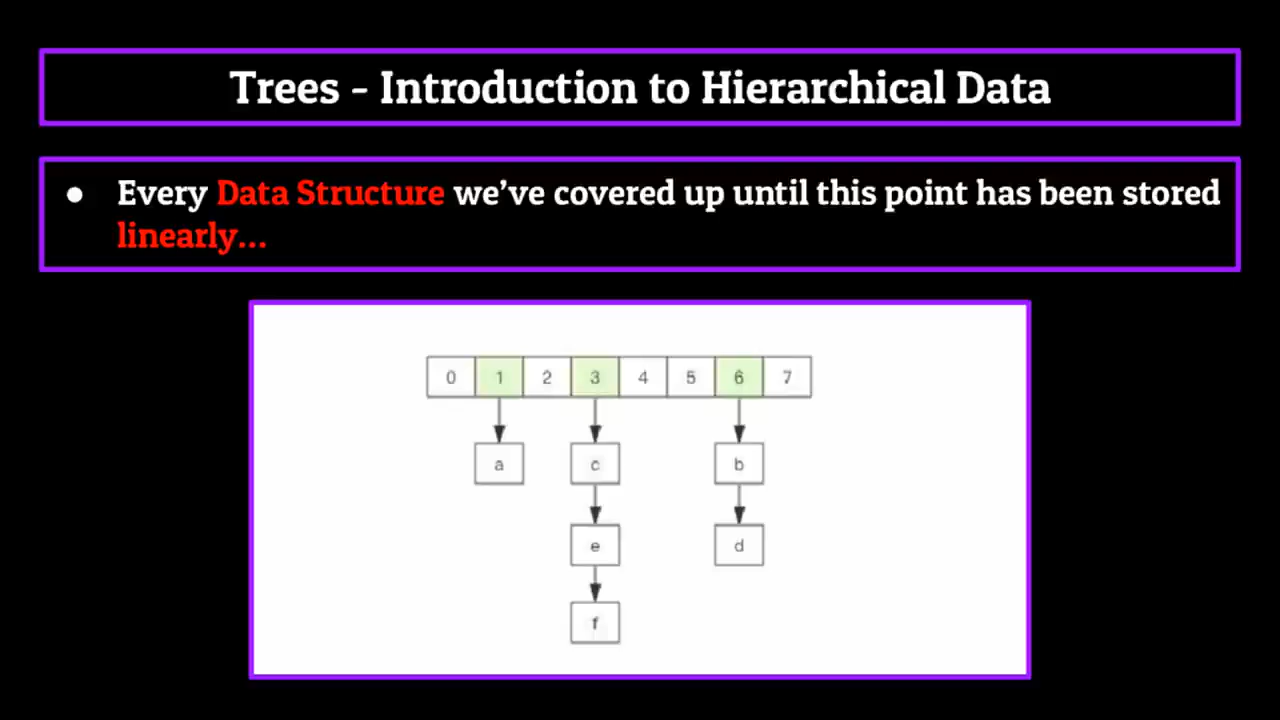 Trees - Introduction to Hierarchical Data
● Every Data Structure we’ve covered up until this point has been stored
linearly...
0 1 2 3 4 5 6 7
a c b
e d
f